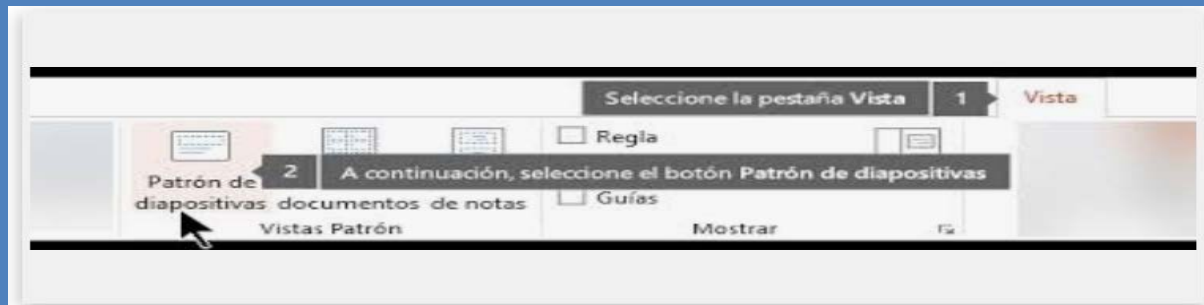 Seleccione la pestaña Vista 1 Vista
Regla
2 A continuación, seleccione el botón Patrón de diapositivas
Patrón de
diapositivas documentos de notas
Guías
Vistas Patrón
Mostrar